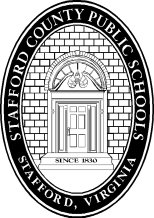 STAFFORD COUNTY PUBLIC SCHOOLS
SINCE 1830
STAFFORD, VIRGINIA